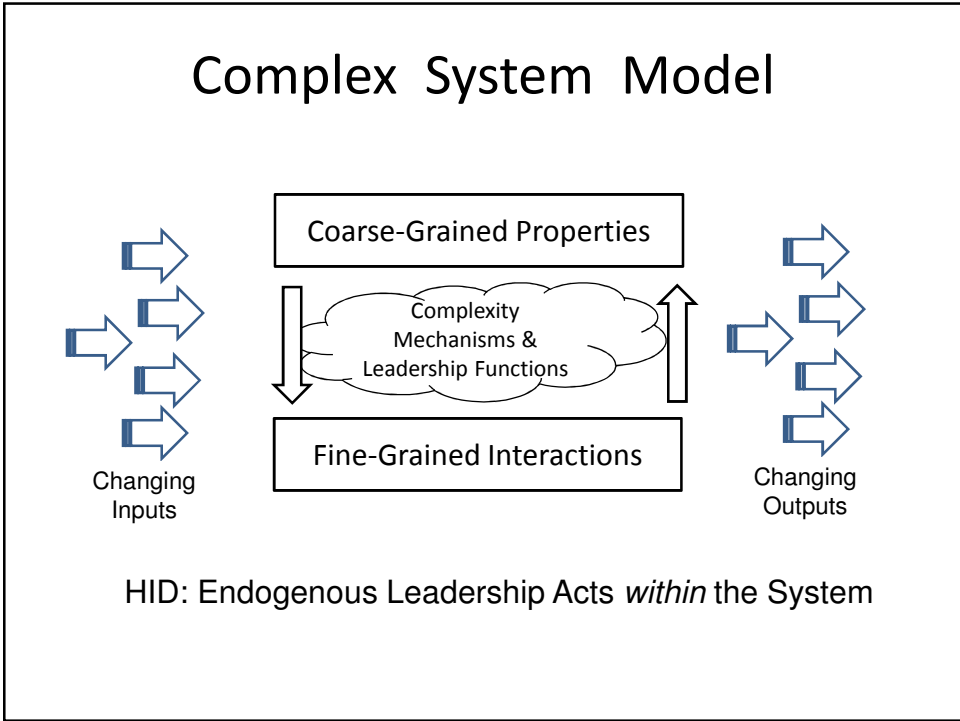 Complex System Model
Coarse-Grained Properties
Complexity
Mechanisms &
Leadership Functions
Fine-Grained Interactions
Changing
Inputs
Changing
Outputs
HID: Endogenous Leadership Acts within the System